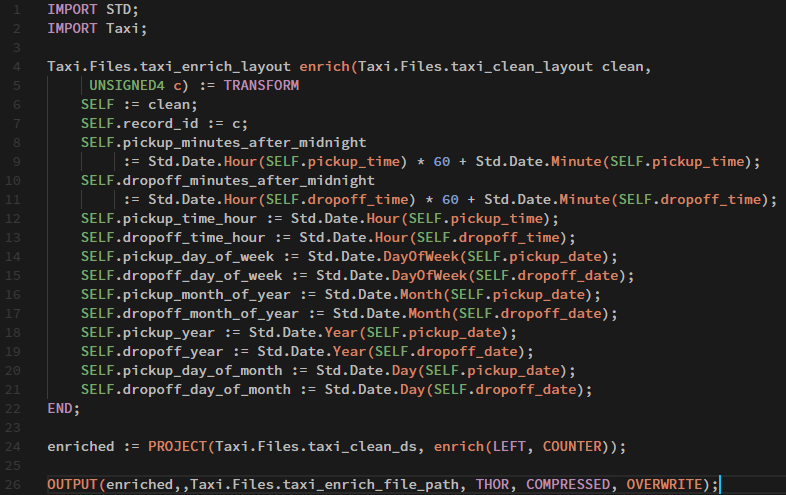 1 IMPORT STD;
2 IMPORT Taxi;
3
4 Taxi.Files.taxi_enrich_layout enrich(Taxi.Files.taxi_clean_layout clean,
5 UNSIGNED4 c) := TRANSFORM
6 SELF := clean;
7 SELF.record_id := c;
8 SELF.pickup_minutes_after_midnight
9 := Std.Date.Hour(SELF.pickup_time) * 60 + Std.Date.Minute(SELF.pickup_time);
10 SELF.dropoff_minutes_after_midnight
11 := Std.Date.Hour(SELF.dropoff_time) * 60 + Std.Date.Minute(SELF.dropoff_time);
12 SELF.pickup_time_hour := Std.Date.Hour(SELF.pickup_time);
13 SELF.dropoff_time_hour := Std.Date.Hour(SELF.dropoff_time);
14 SELF.pickup_day_of_week := Std.Date.DayOfWeek(SELF.pickup_date);
15 SELF.dropoff_day_of_week := Std.Date.DayOfWeek(SELF.dropoff_date);
16 SELF.pickup_month_of_year := Std.Date.Month(SELF.pickup_date);
17 SELF.dropoff_month_of_year := Std.Date.Month(SELF.dropoff_date);
18 SELF.pickup_year := Std.Date.Year(SELF.pickup_date);
19 SELF.dropoff_year := Std.Date.Year(SELF.dropoff_date);
20 SELF.pickup_day_of_month := Std.Date.Day(SELF.pickup_date);
21 SELF.dropoff_day_of_month := Std.Date.Day(SELF.dropoff_date);
22 END;
23
24 enriched := PROJECT(Taxi.Files.taxi_clean_ds, enrich(LEFT, COUNTER));
25
26 OUTPUT(enriched,,Taxi.Files.taxi_enrich_file_path, THOR, COMPRESSED, OVERWRITE);